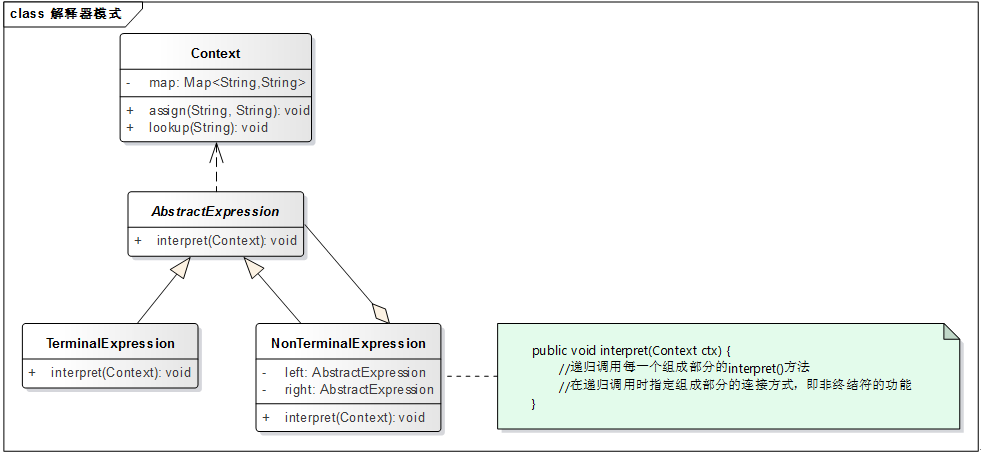 class 解释器模式
Context
- map: Map<String,String>
+ assign(String, String): void
+ lookup(String): void
AbstractExpression
+ interpret(Context): void
TerminalExpression
+ interpret(Context): void
NonTerminalExpression
- left: AbstractExpression
- right: AbstractExpression
+ interpret(Context): void
public void interpret(Context ctx) {
//递归调用每一个组成部分的interpret()方法
//在递归调用时指定组成部分的连接方式，即非终结符的功能
}